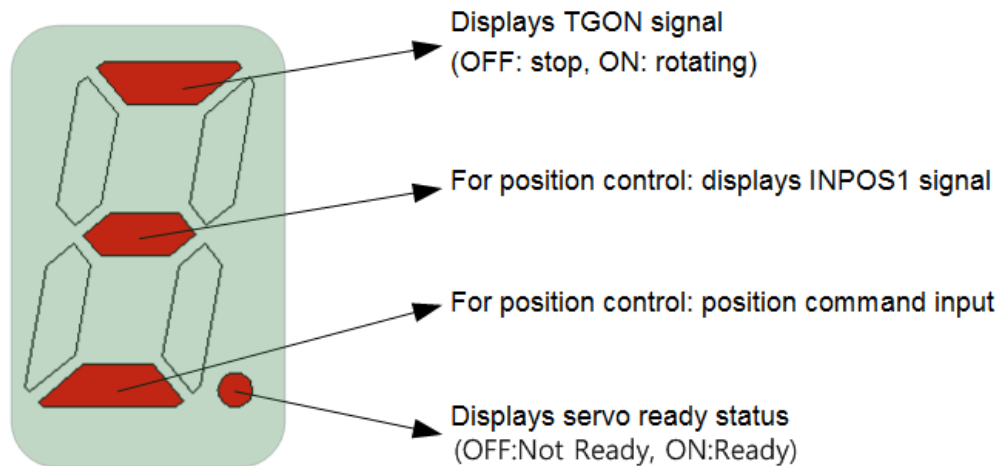 Displays TGON signal
(OFF: stop, ON: rotating)
For position control: displays INPOS1 signal
For position control: position command input
Displays servo ready status
(OFF:Not Ready, ON:Ready)